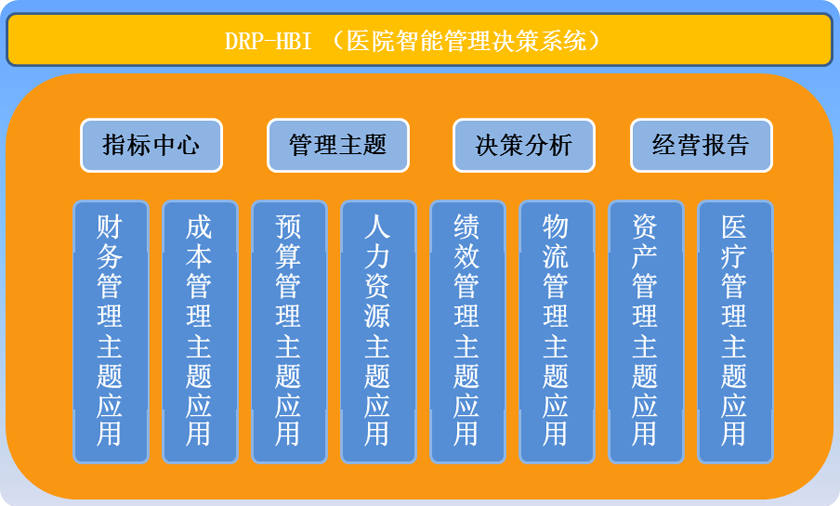 DRP-HBI （医院智能管理决策系统）
指标中心
管理主题
决策分析
经营报告
财务管理主题应用
成本管理主题应用
预算管理主题应用
人力资源主题应用
绩效管理主题应用
物流管理主题应用
资产管理主题应用
医疗管理主题应用